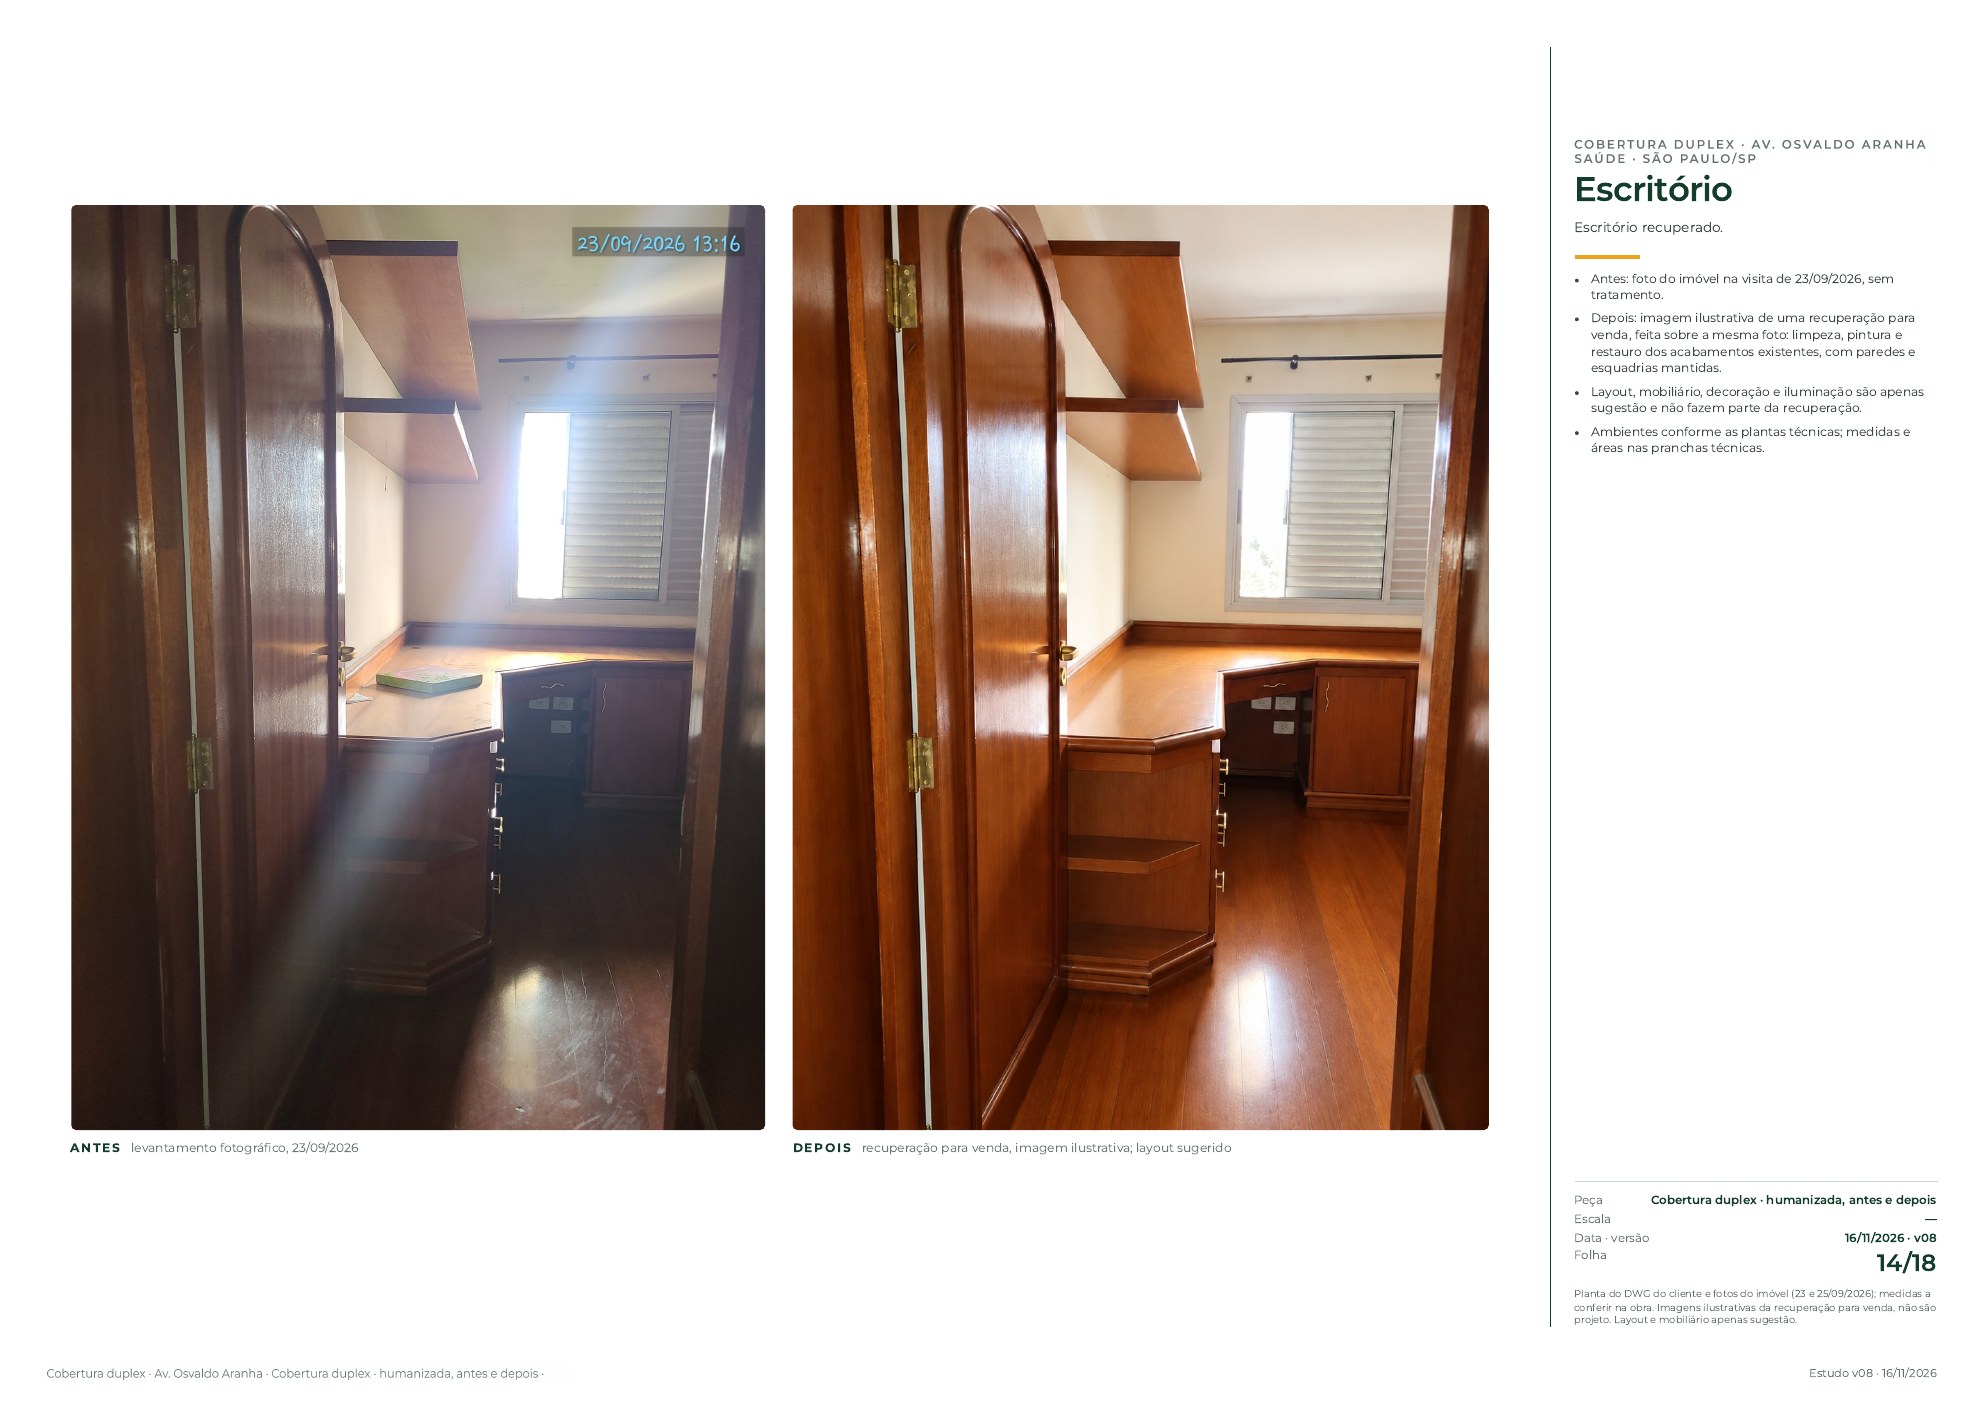 COBERTURA DUPLEX · AV. OSVALDO ARANHA
SAÚDE · SÃO PAULO/SP
Escritório
Escritório recuperado.
• Antes: foto do imóvel na visita de 23/09/2026, sem
tratamento.
• Depois: imagem ilustrativa de uma recuperação para
venda, feita sobre a mesma foto: limpeza, pintura e
restauro dos acabamentos existentes, com paredes e
esquadrias mantidas.
• Layout, mobiliário, decoração e iluminação são apenas
sugestão e não fazem parte da recuperação.
• Ambientes conforme as plantas técnicas; medidas e
áreas nas pranchas técnicas.
23/09/2026 13:16
ANTES levantamento fotográfico, 23/09/2026
DEPOIS recuperação para venda, imagem ilustrativa; layout sugerido
Peça Cobertura duplex · humanizada, antes e depois
Escala —
Data · versão 16/11/2026 · v08
Folha 14/18
Planta do DWG do cliente e fotos do imóvel (23 e 25/09/2026); medidas a
conferir na obra. Imagens ilustrativas da recuperação para venda, não são
projeto. Layout e mobiliário apenas sugestão.
Cobertura duplex · Av. Osvaldo Aranha · Cobertura duplex · humanizada, antes e depois ·
Estudo v08 · 16/11/2026